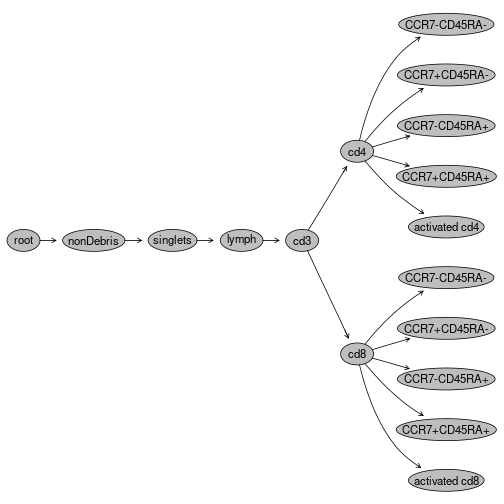 root
nonDebris
singlets
lymph
cd3
cd4
CCR7-CD45RA-
CCR7+CD45RA-
CCR7-CD45RA+
CCR7+CD45RA+
activated cd4
cd8
CCR7-CD45RA-
CCR7+CD45RA-
CCR7-CD45RA+
CCR7+CD45RA+
activated cd8